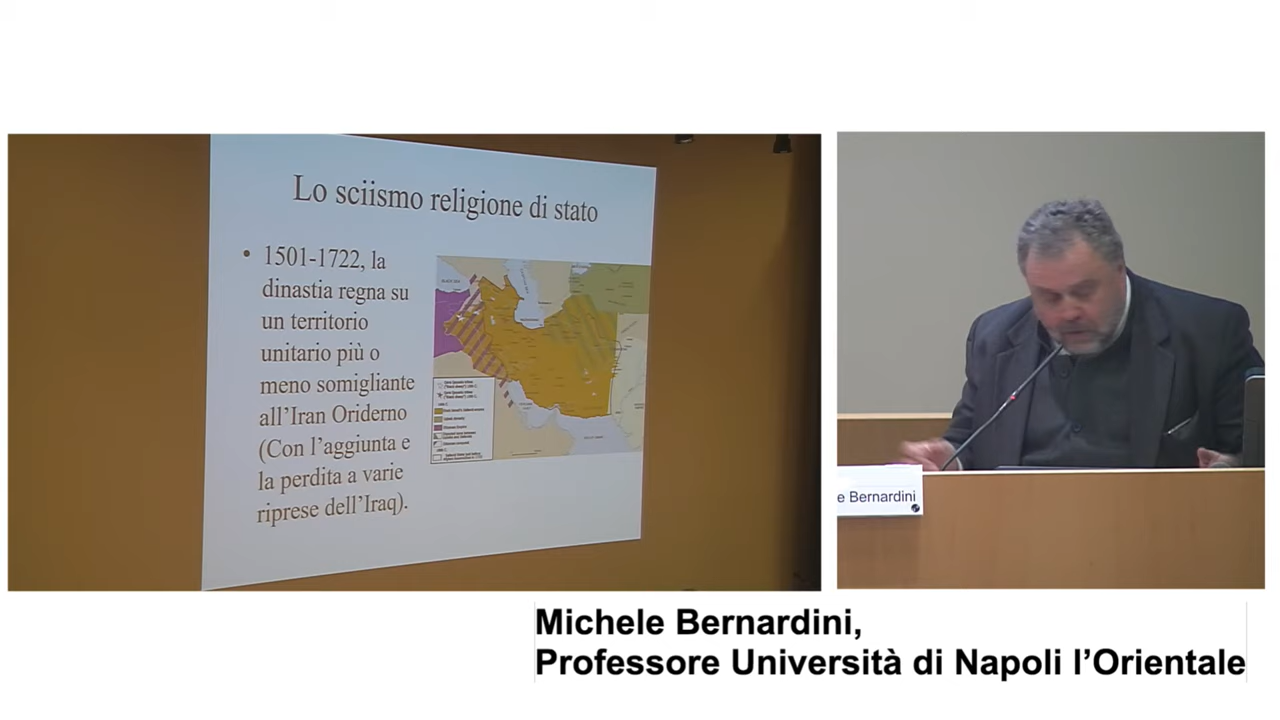 Lo sciismo religione di stato
• 1501-1722, la
dinastia regna su
un territorio
unitario più o
meno somigliante
all'Iran Oriderno
(Con l'aggiunta e
la perdita a varie
riprese dell'Iraq).
e Bernardini
Michele Bernardini,
Professore Università di Napoli l'Orientale